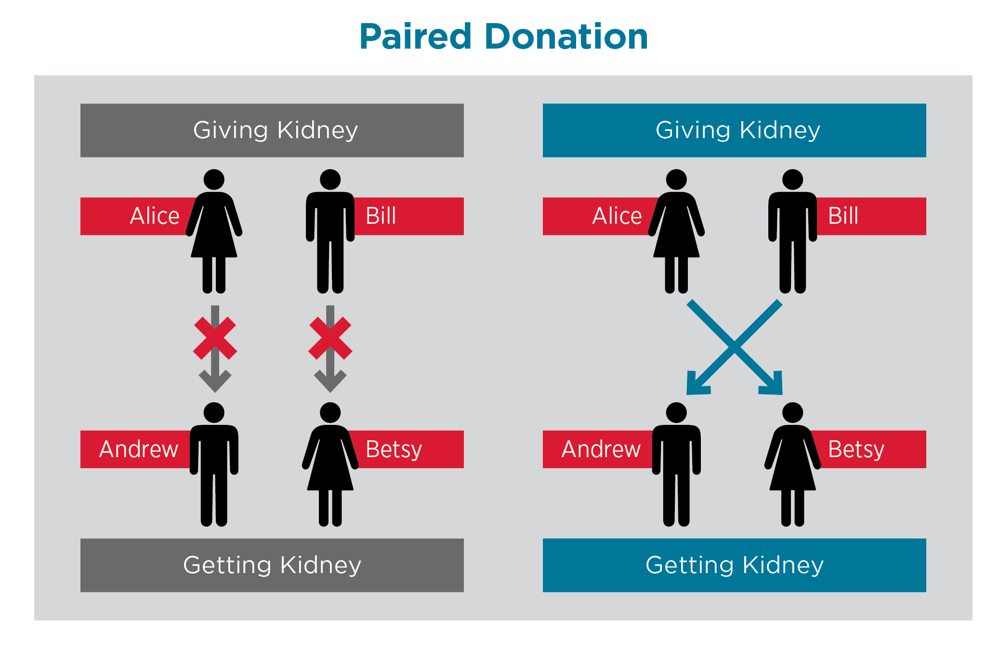 Paired Donation
Giving Kidney
Alice
Bill
Andrew
Betsy
Getting Kidney
Giving Kidney
Alice
Bill
Andrew
Betsy
Getting Kidney